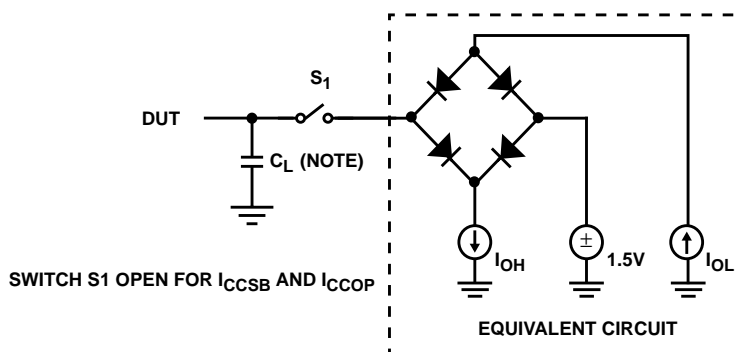 S1
DUT
CL (NOTE)
IOH
±
1.5V
IOL
SWITCH S1 OPEN FOR ICCSB AND ICCOP
EQUIVALENT CIRCUIT